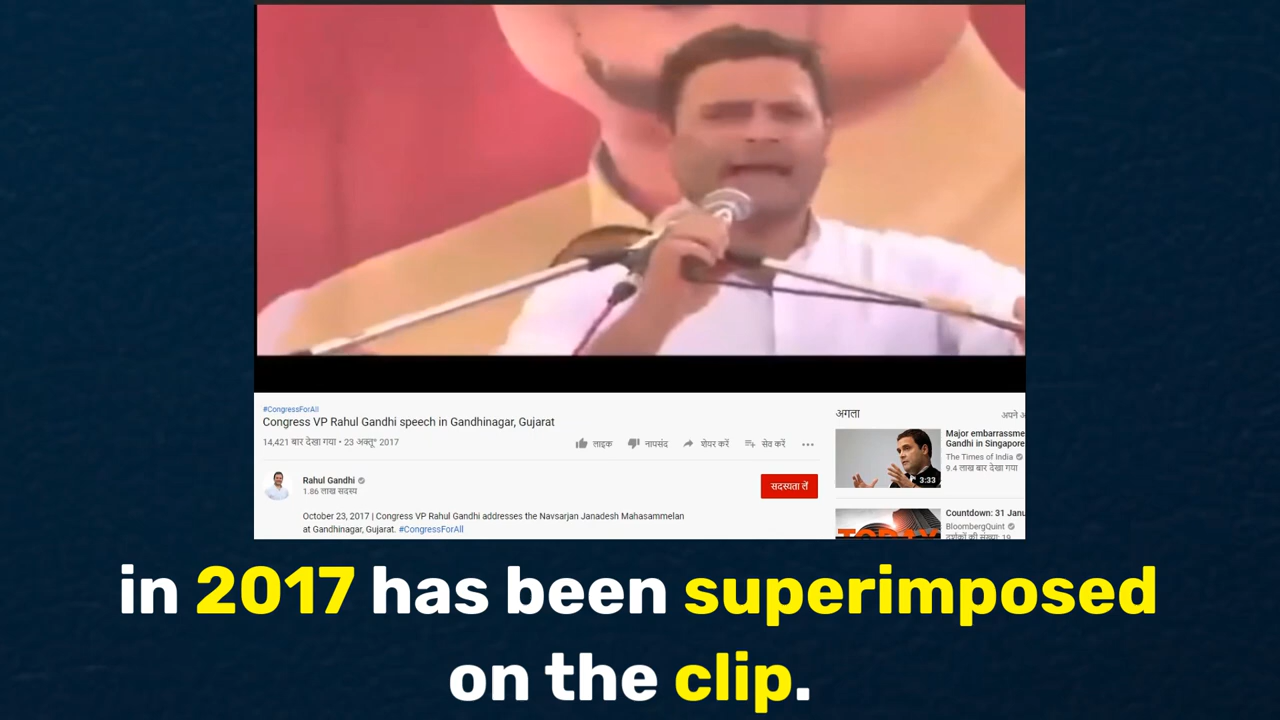 #CongressForAll
Congress VP Rahul Gandhi speech in Gandhinagar, Gujarat
14,421 बार देखा गया • 23 अक्तू॰ 2017
लाइक
नापसंद
शेयर करें
सेव करें
Rahul Gandhi
1.86 लाख सदस्य
सदस्यता लें
October 23, 2017 | Congress VP Rahul Gandhi addresses the Navsarjan Janadesh Mahasammelan
at Gandhinagar, Gujarat. #CongressForAll
अगला
अपने
Major embarrassme
Gandhi in Singapore
The Times of India
9.4 लाख बार देखा गया
3:33
Countdown: 31 Janu
BloombergQuint
in 2017 has been superimposed
on the clip.